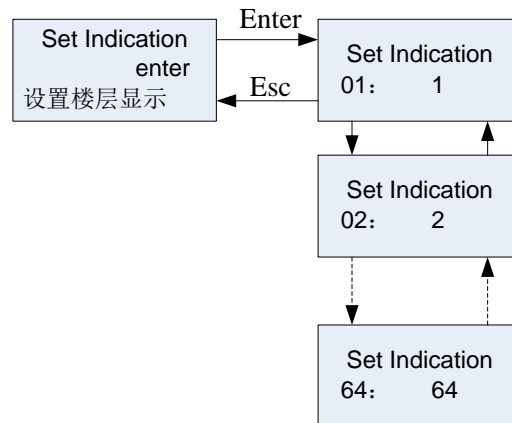 Set Indication
enter
设置楼层显示
Enter
Esc
Set Indication
01： 1
Set Indication
02： 2
Set Indication
64： 64